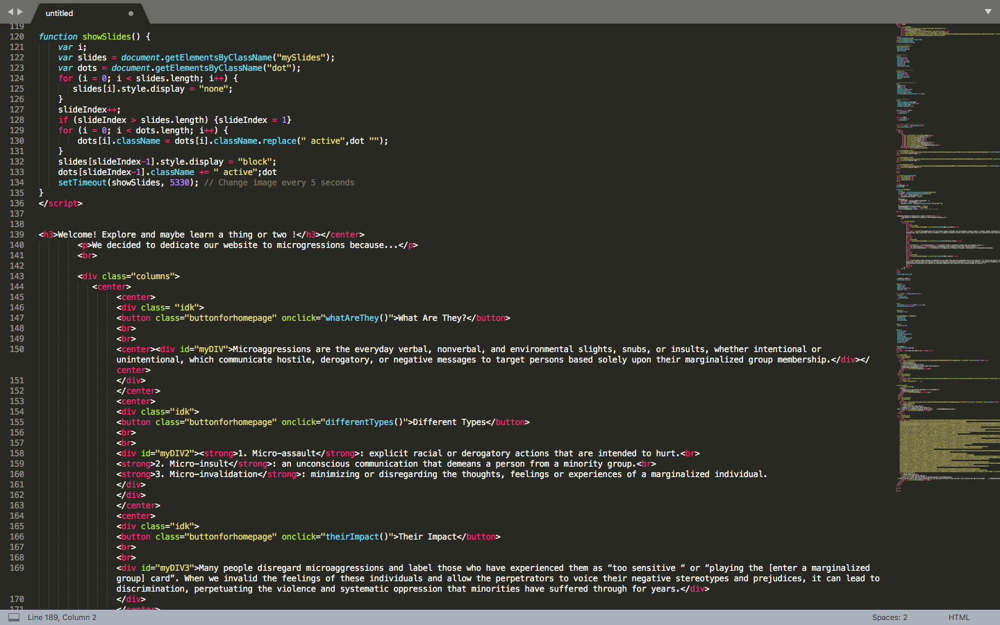 untitled
119
120 function showSlides() {
121 var i;
122 var slides = document.getElementsByClassName("mySlides");
123 var dots = document.getElementsByClassName("dot");
124 for (i = 0; i < slides.length; i++) {
125 slides[i].style.display = "none";
126 }
127 slideIndex++;
128 if (slideIndex > slides.length) {slideIndex = 1}
129 for (i = 0; i < dots.length; i++) {
130 dots[i].className = dots[i].className.replace(" active",dot "");
131 }
132 slides[slideIndex-1].style.display = "block";
133 dots[slideIndex-1].className += " active";dot
134 setTimeout(showSlides, 5330); // Change image every 5 seconds
135 }
136 </script>
137
138
139 <h3>Welcome! Explore and maybe learn a thing or two !</h3></center>
140 <p>We decided to dedicate our website to microgressions because...</p>
141 <br>
142
143 <div class="columns">
144 <center>
145 <center>
146 <div class= "idk">
147 <button class="buttonforhomepage" onclick="whatAreThey()">What Are They?</button>
148 <br>
149 <br>
150 <center><div id="myDIV">Microaggressions are the everyday verbal, nonverbal, and environmental slights, snubs, or insults, whether intentional or
unintentional, which communicate hostile, derogatory, or negative messages to target persons based solely upon their marginalized group membership.</div></
center>
151 </div>
152 </center>
153 <center>
154 <div class="idk">
155 <button class="buttonforhomepage" onclick="differentTypes()">Different Types</button>
156 <br>
157 <br>
158 <div id="myDIV2"><strong>1. Micro-assault</strong>: explicit racial or derogatory actions that are intended to hurt.<br>
159 <strong>2. Micro-insult</strong>: an unconscious communication that demeans a person from a minority group.<br>
160 <strong>3. Micro-invalidation</strong>: minimizing or disregarding the thoughts, feelings or experiences of a marginalized individual.
161 </div>
162 </div>
163 </center>
164 <center>
165 <div class="idk">
166 <button class="buttonforhomepage" onclick="theirImpact()">Their Impact</button>
167 <br>
168 <br>
169 <div id="myDIV3">Many people disregard microaggressions and label those who have experienced them as “too sensitive “ or “playing the [enter a marginalized
group] card”. When we invalid the feelings of these individuals and allow the perpetrators to voice their negative stereotypes and prejudices, it can lead to
discrimination, perpetuating the violence and systematic oppression that minorities have suffered through for years.</div>
170 </div>
171 </center>
Line 189, Column 2
Spaces: 2
HTML